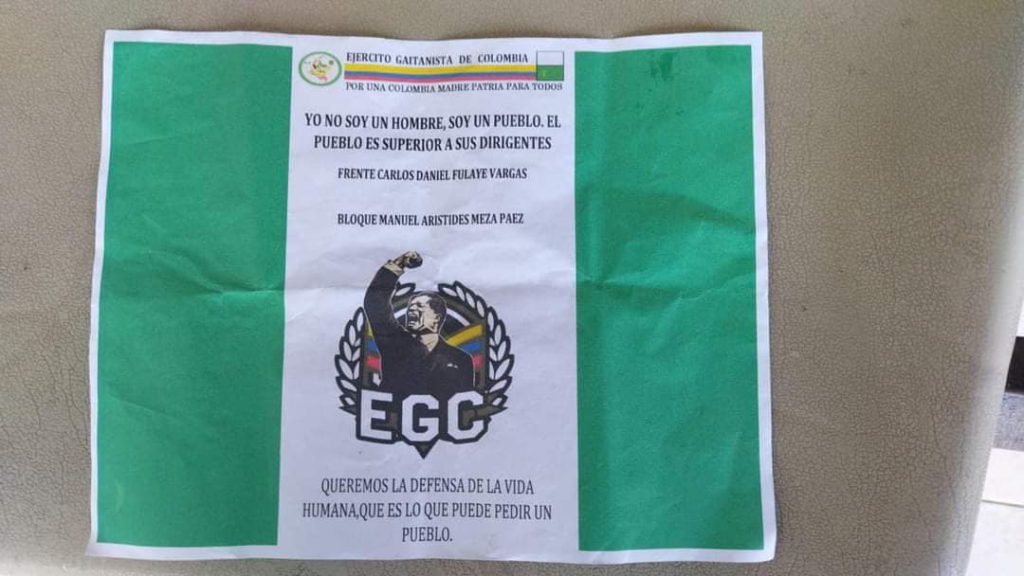 EJERCITO GAITANISTA DE COLOMBIA
POR UNA COLOMBIA MADRE PATRIA PARA TODOS
YO NO SOY UN HOMBRE, SOY UN PUEBLO. EL
PUEBLO ES SUPERIOR A SUS DIRIGENTES
FRENTE CARLOS DANIEL FULAYE VARGAS
BLOQUE MANUEL ARISTIDES MEZA PAEZ
EGC
QUEREMOS LA DEFENSA DE LA VIDA
HUMANA,QUE ES LO QUE PUEDE PEDIR UN
PUEBLO.